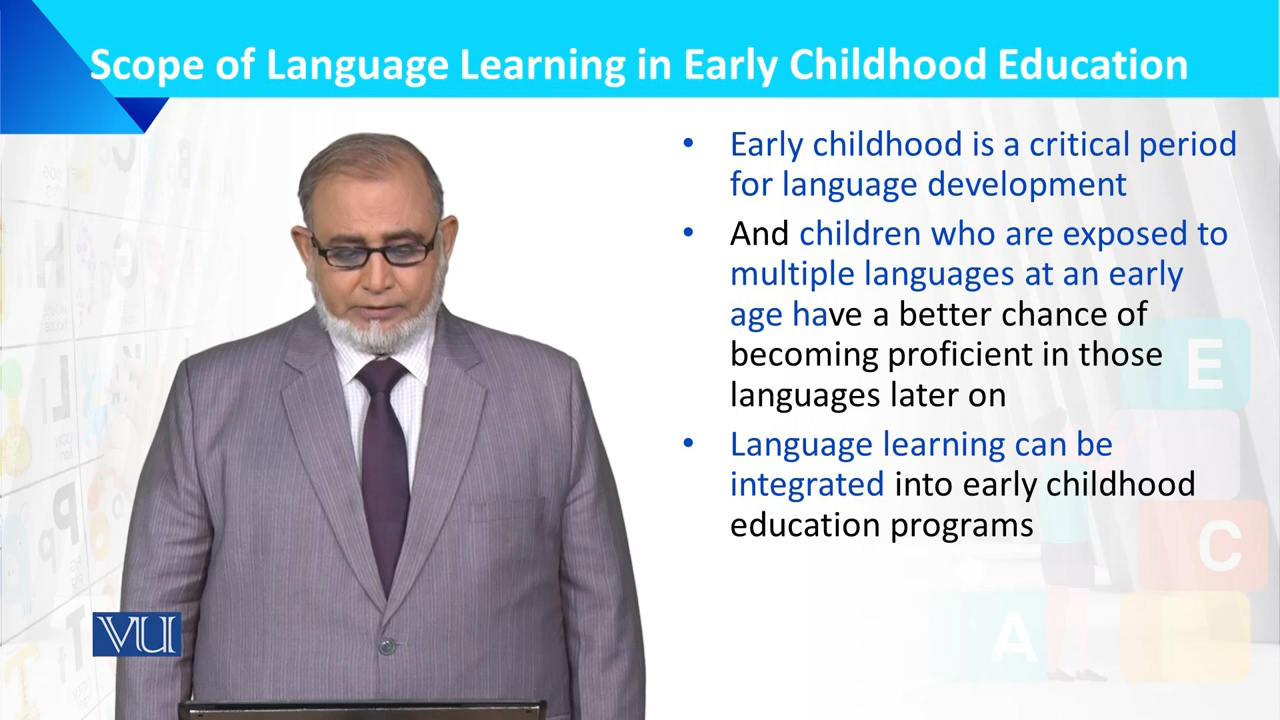 Scope of Language Learning in Early Childhood Education
• Early childhood is a critical period
for language development
• And children who are exposed to
multiple languages at an early
age have a better chance of
becoming proficient in those
languages later on
• Language learning can be
integrated into early childhood
education programs
VU
E
C
A